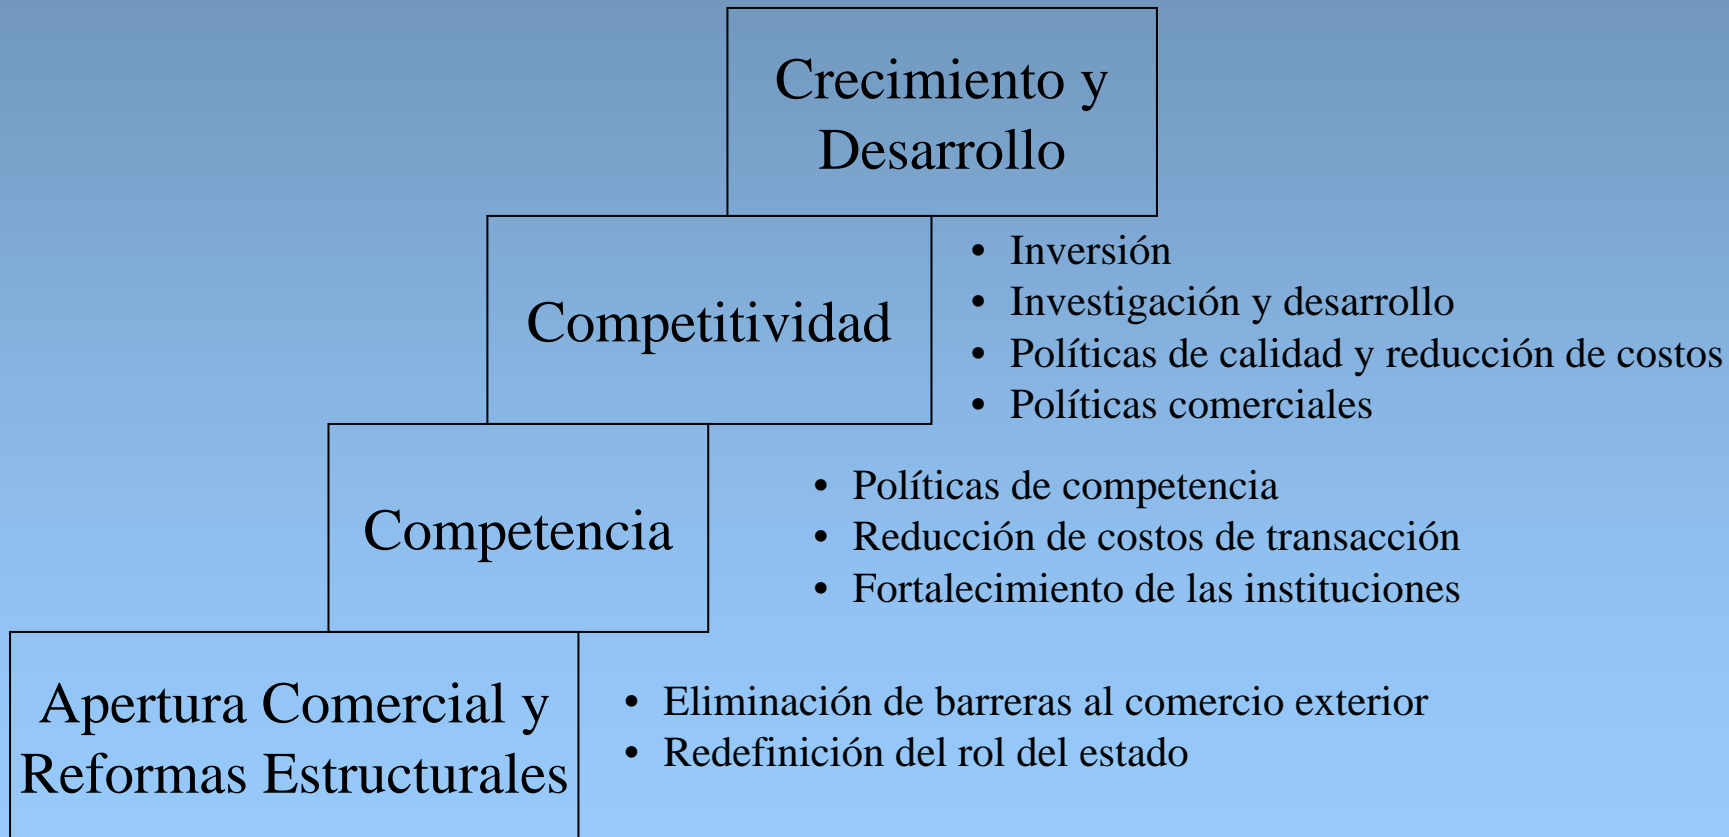 Crecimiento y
Desarrollo
Competitividad
• Inversión
• Investigación y desarrollo
• Políticas de calidad y reducción de costos
• Políticas comerciales
Competencia
• Políticas de competencia
• Reducción de costos de transacción
• Fortalecimiento de las instituciones
Apertura Comercial y
Reformas Estructurales
• Eliminación de barreras al comercio exterior
• Redefinición del rol del estado